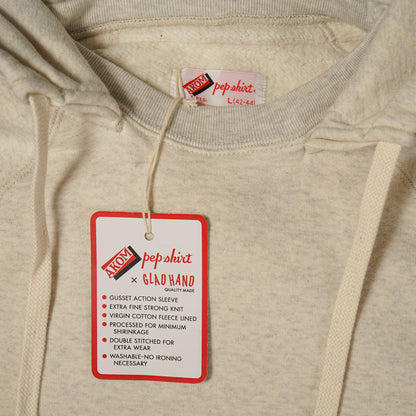 AKOM pep shirt.
L (42-44)
AKOM pep shirt
× GLAD HAND
QUALITY MADE
● GUSSET ACTION SLEEVE
● EXTRA FINE STRONG KNIT
● VIRGIN COTTON FLEECE LINED
● PROCESSED FOR MINIMUM
SHIRINKAGE
● DOUBLE STITCHED FOR
EXTRA WEAR
● WASHABLE-NO IRONING
NECESSARY